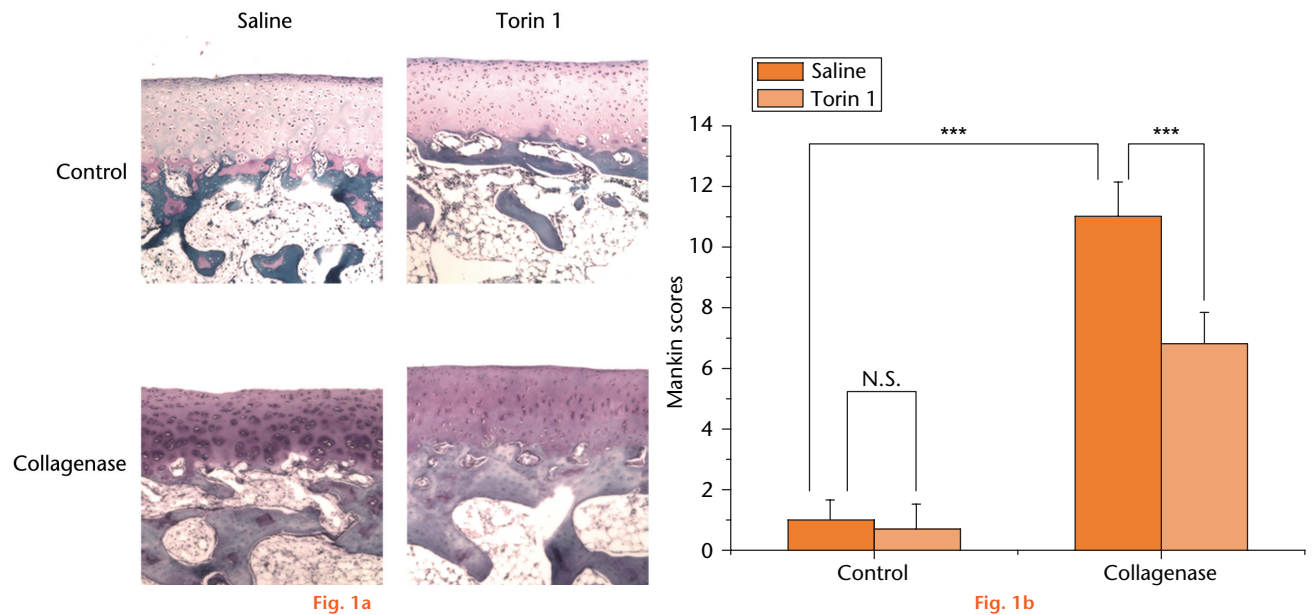 Saline
Torin 1
Control
Collagenase
Fig. 1a
Saline
Torin 1
Mankin scores
14
12
10
8
6
4
2
0
***
***
N.S.
Control
Collagenase
Fig. 1b